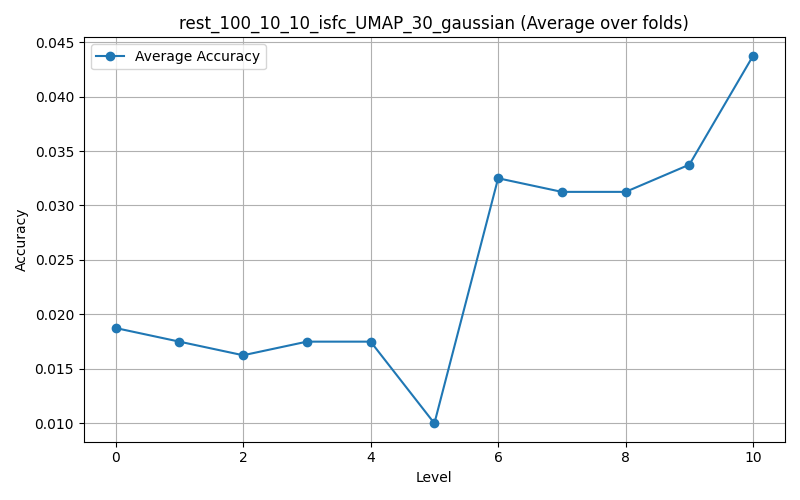 rest_100_10_10_isfc_UMAP_30_gaussian (Average over folds)
Average Accuracy
0.045
0.040
0.035
0.030
0.025
0.020
0.015
0.010
Accuracy
0 2 4 6 8 10
Level